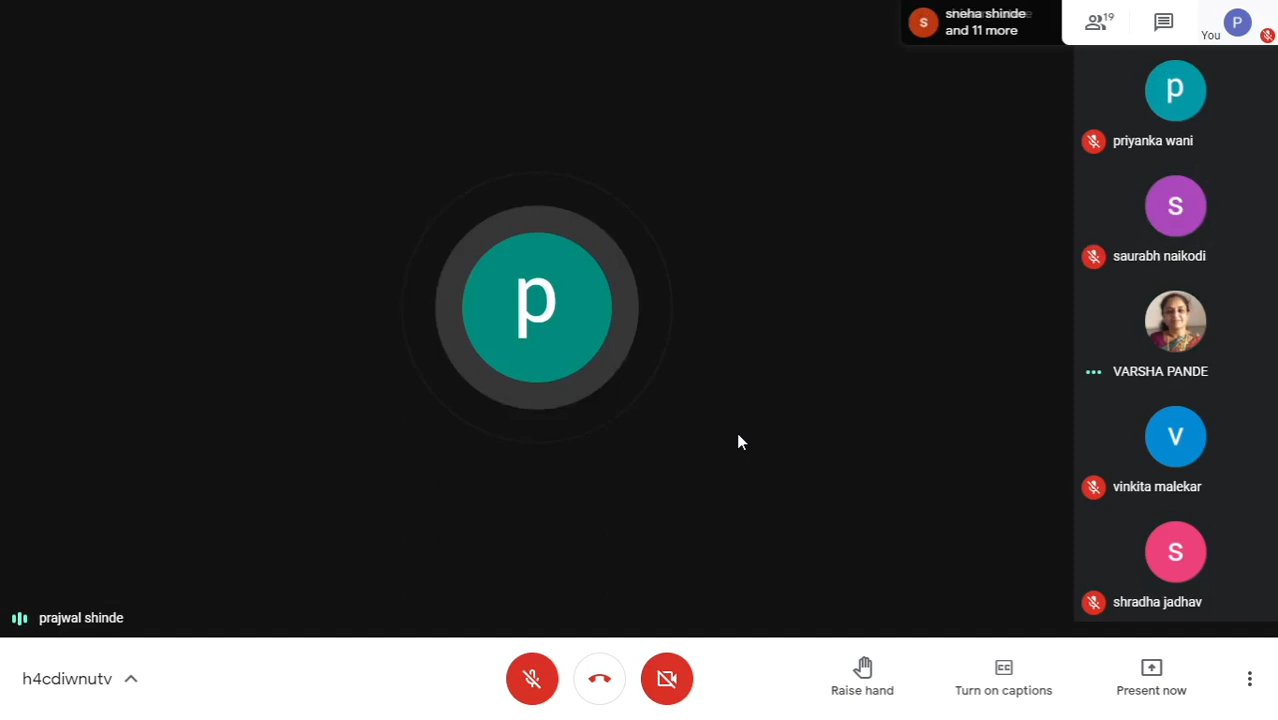 S
sneha shinde
and 11 more
19
You
P
p
priyanka wani
S
saurabh naikodi
VARSHA PANDE
V
vinkita malekar
S
shradha jadhav
p
prajwal shinde
h4cdiwnutv
Raise hand
CC
Turn on captions
Present now